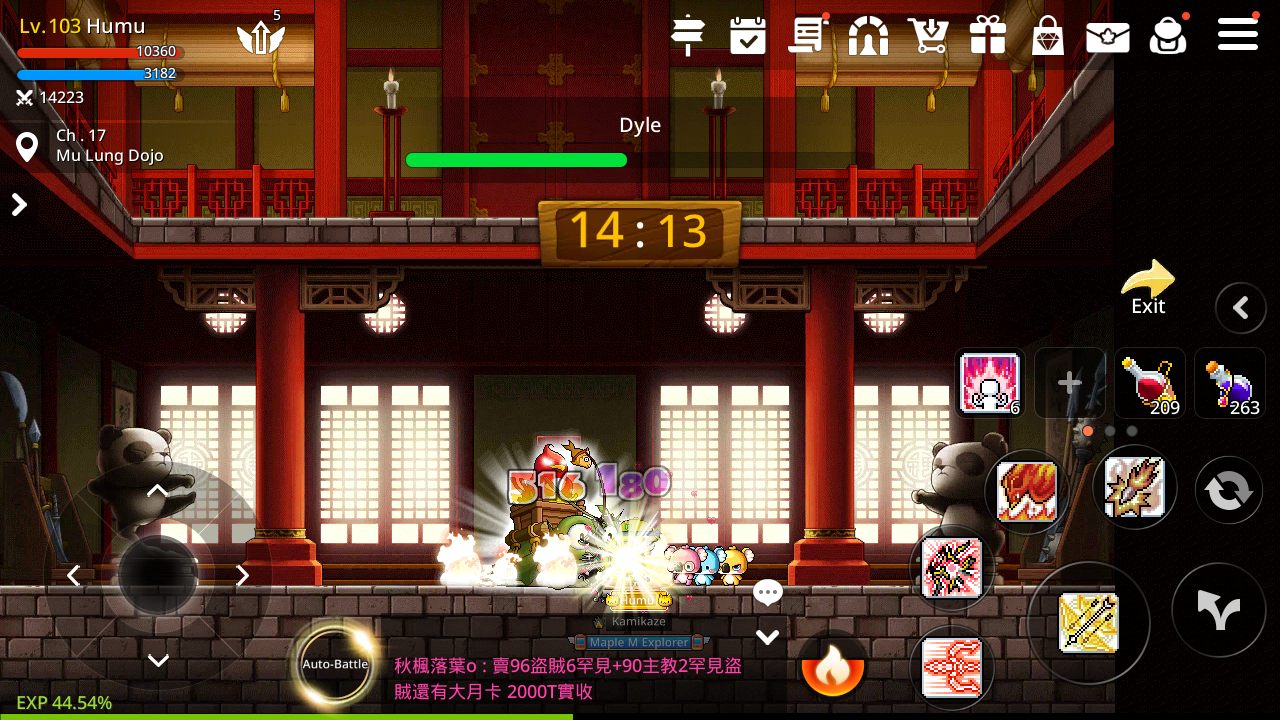 Lv.103 Humu
5
10360
3182
14223
Ch . 17
Mu Lung Dojo
Dyle
14 : 13
Exit
6
209
263
516 180
Humu
Kamikaze
Maple M Explorer
Auto-Battle
秋楓落葉o : 賣96盜賊6罕見+90主教2罕見盜
賊還有大月卡 2000T實收
EXP 44.54%